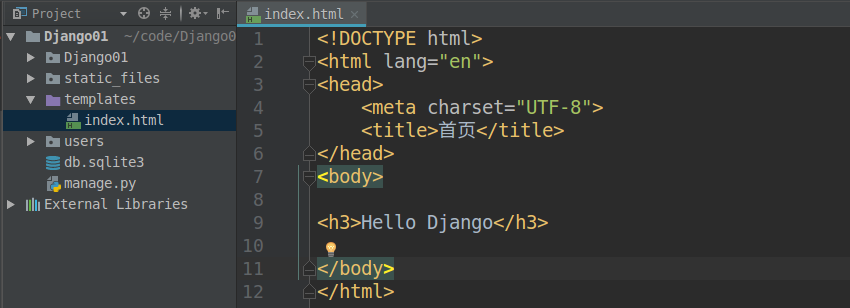 Project
Django01 ~/code/Django0
Django01
static_files
templates
index.html
users
db.sqlite3
manage.py
External Libraries
index.html
1 <!DOCTYPE html>
2 <html lang="en">
3 <head>
4     <meta charset="UTF-8">
5     <title>首页</title>
6 </head>
7 <body>
8
9 <h3>Hello Django</h3>
10
11 </body>
12 </html>